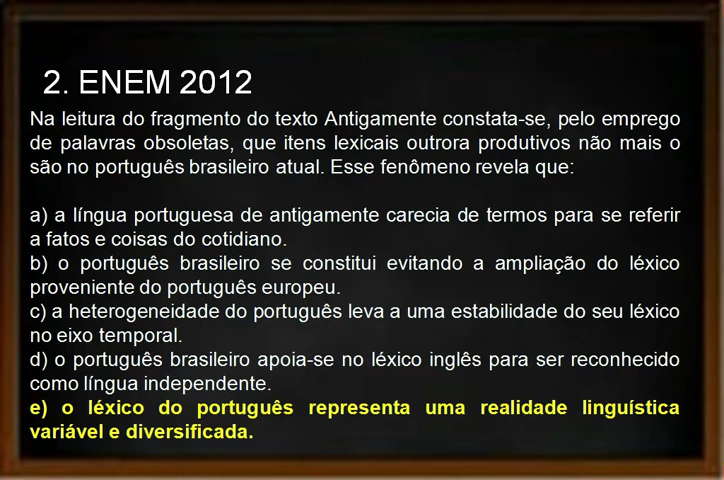 2. ENEM 2012
Na leitura do fragmento do texto Antigamente constata-se, pelo emprego
de palavras obsoletas, que itens lexicais outrora produtivos não mais o
são no português brasileiro atual. Esse fenômeno revela que:
a) a língua portuguesa de antigamente carecia de termos para se referir
a fatos e coisas do cotidiano.
b) o português brasileiro se constitui evitando a ampliação do léxico
proveniente do português europeu.
c) a heterogeneidade do português leva a uma estabilidade do seu léxico
no eixo temporal.
d) o português brasileiro apoia-se no léxico inglês para ser reconhecido
como língua independente.
e) o léxico do português representa uma realidade linguística
variável e diversificada.